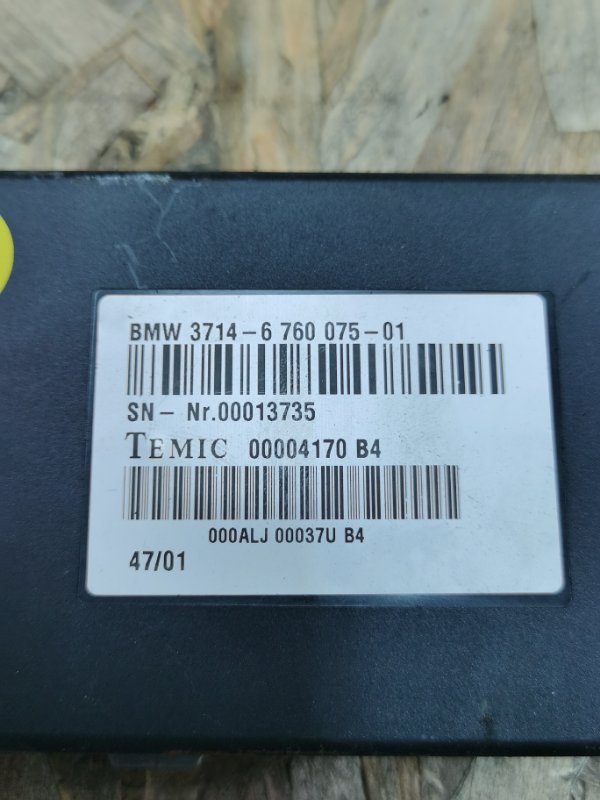 BMW 3714-6 760 075-01
SN- Nr.00013735
TEMIC 00004170 B4
000ALJ 00037U B4
47/01